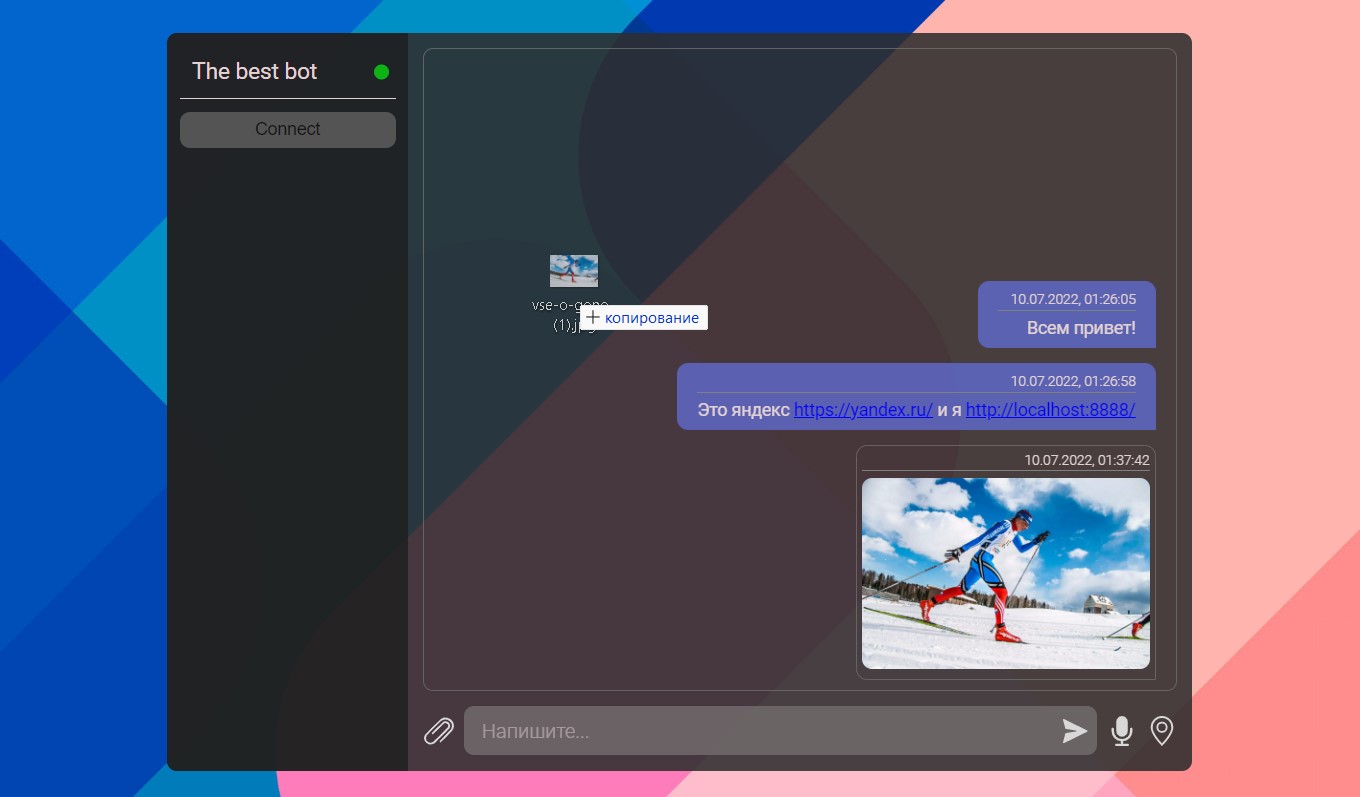 The best bot
Connect
10.07.2022, 01:26:05
Всем привет!
10.07.2022, 01:26:58
Это яндекс https://yandex.ru/ и я http://localhost:8888/
vse-o-gono
копирование
(1).jpg
10.07.2022, 01:37:42
Напишите...